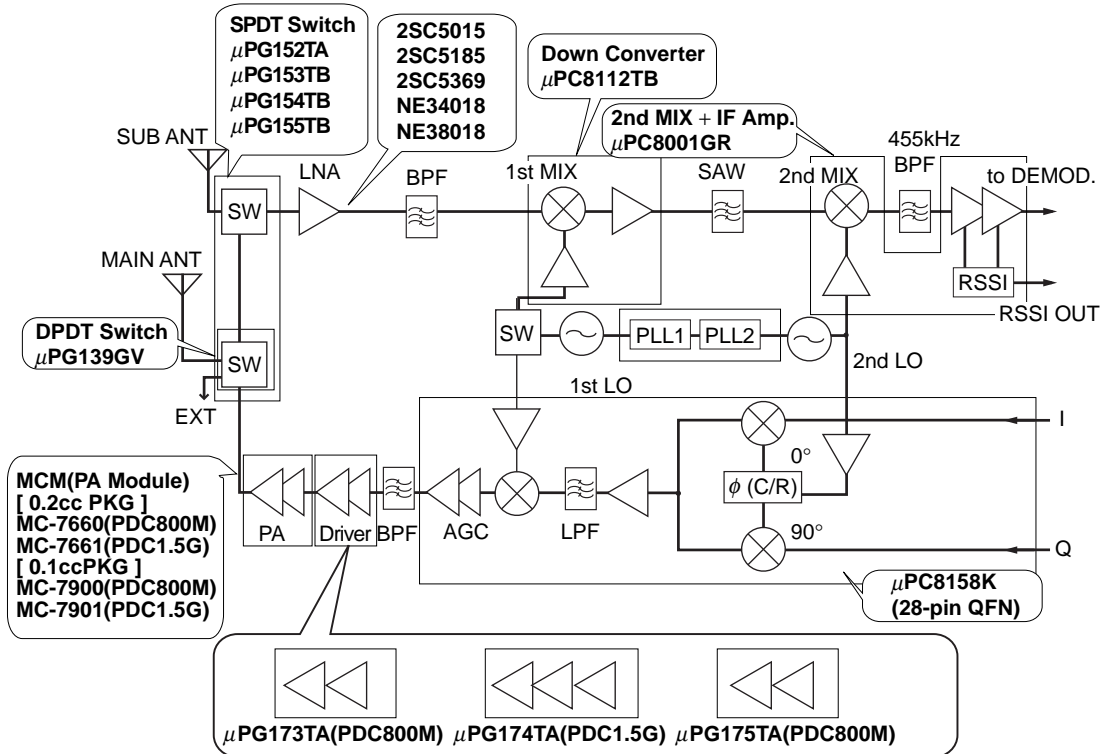 SPDT Switch
μPG152TA
μPG153TB
μPG154TB
μPG155TB
2SC5015
2SC5185
2SC5369
NE34018
NE38018
Down Converter
μPC8112TB
2nd MIX + IF Amp.
μPC8001GR
455kHz
BPF
SUB ANT
LNA
BPF
1st MIX
SAW
2nd MIX
to DEMOD.
SW
MAIN ANT
RSSI
RSSI OUT
DPDT Switch
μPG139GV
SW
SW
PLL1
PLL2
2nd LO
EXT
1st LO
I
0°
φ (C/R)
90°
Q
MCM(PA Module)
[ 0.2cc PKG ]
MC-7660(PDC800M)
MC-7661(PDC1.5G)
[ 0.1ccPKG ]
MC-7900(PDC800M)
MC-7901(PDC1.5G)
PA
Driver
BPF
AGC
LPF
μPC8158K
(28-pin QFN)
μPG173TA(PDC800M)
μPG174TA(PDC1.5G)
μPG175TA(PDC800M)